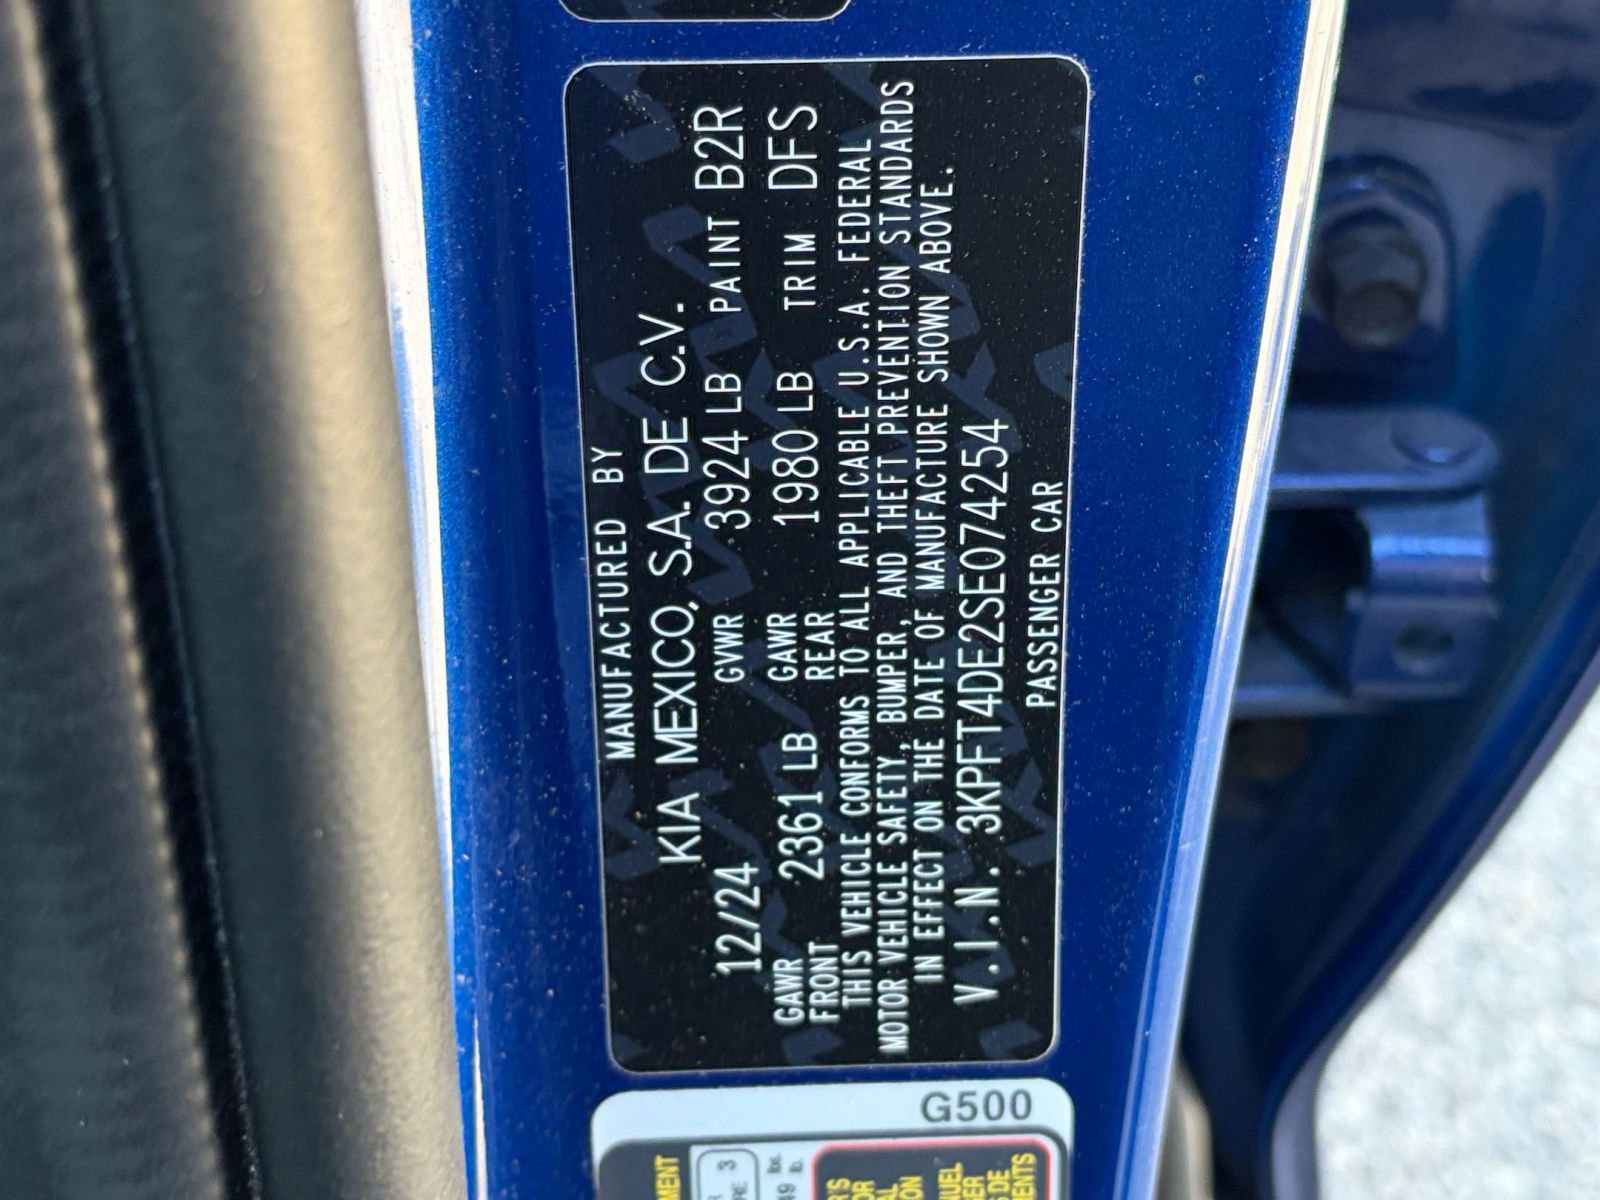 MANUFACTURED BY
KIA MEXICO, S.A. DE C.V.
12/24 GVWR 3924 LB PAINT B2R
GAWR FRONT 2361 LB GAWR REAR 1980 LB TRIM DFS
THIS VEHICLE CONFORMS TO ALL APPLICABLE U.S.A. FEDERAL
MOTOR VEHICLE SAFETY, BUMPER, AND THEFT PREVENTION STANDARDS
IN EFFECT ON THE DATE OF MANUFACTURE SHOWN ABOVE.
V.I.N. 3KPFT4DE2SE074254
PASSENGER CAR
G500